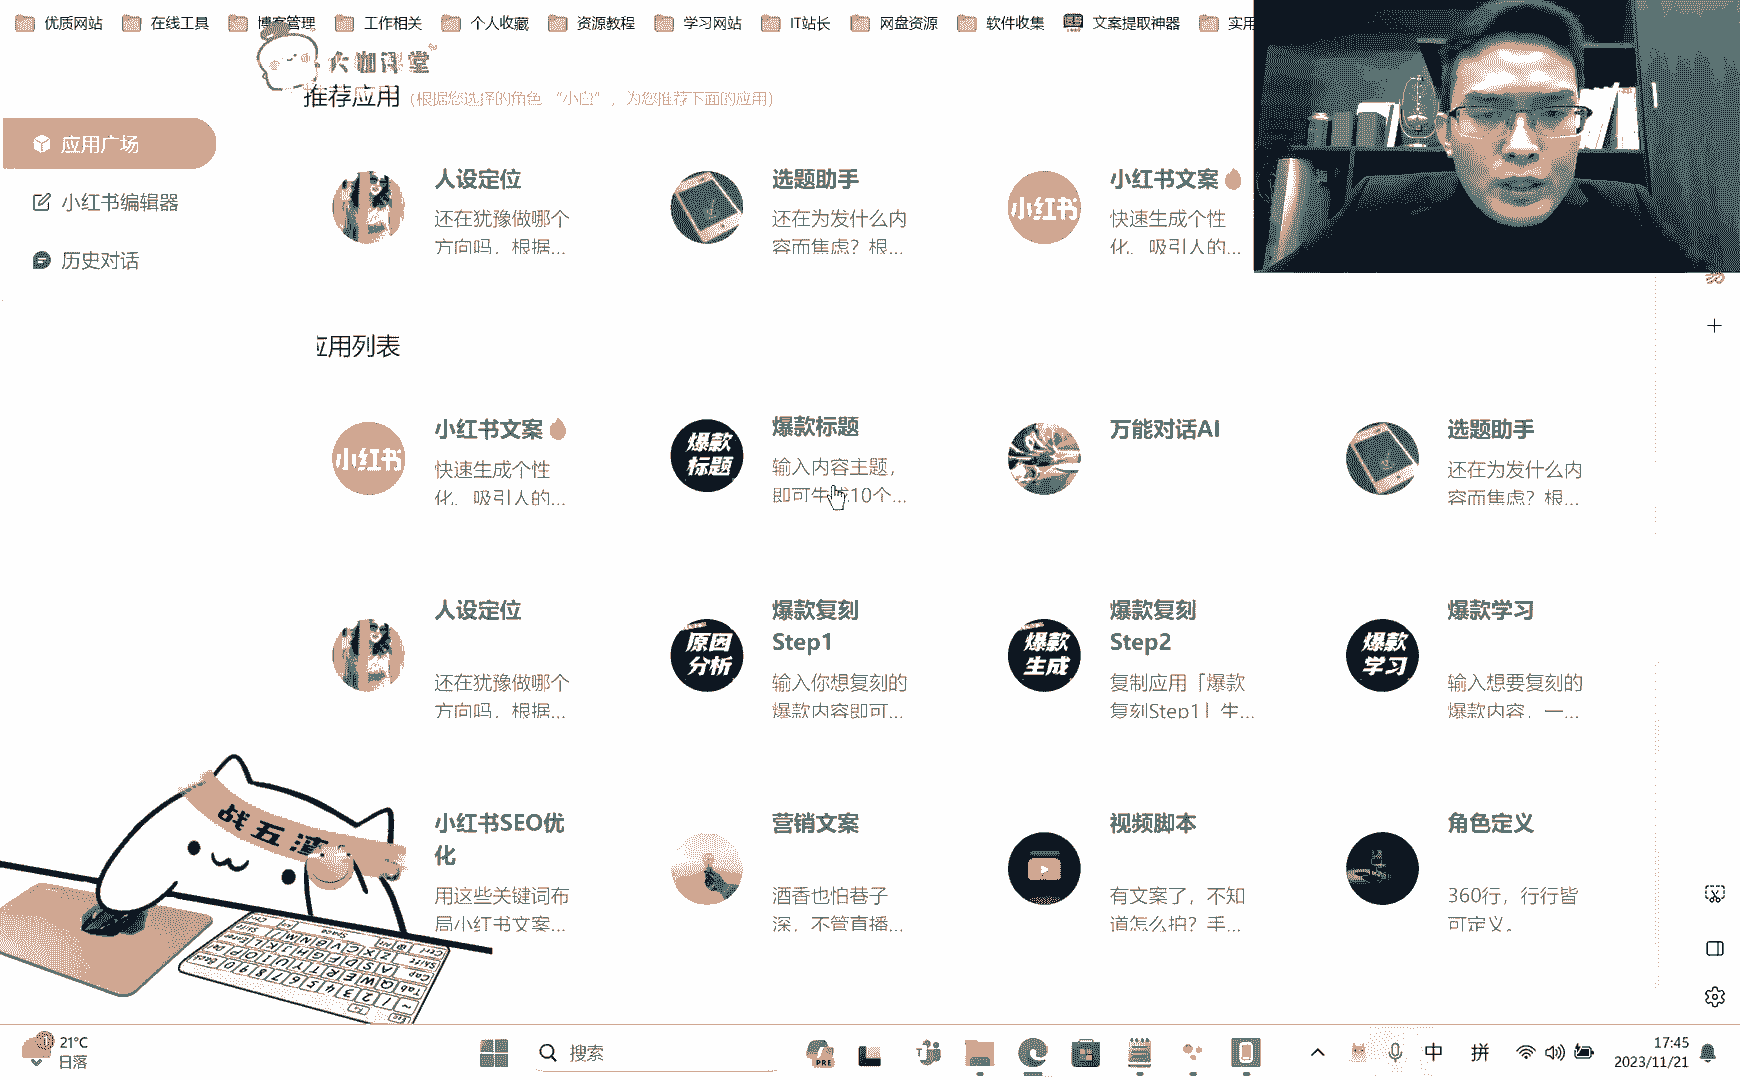 优质网站 在线工具 博客管理 工作相关 个人收藏 资源教程 学习网站 IT站长 网盘资源 软件收集 文案提取神器 实用
大咖课堂
推荐应用 (根据您选择的角色 “小白”，为您推荐下面的应用)
应用广场
小红书编辑器
历史对话
人设定位
还在犹豫做哪个
方向吗，根据...
选题助手
还在为发什么内
容而焦虑？根...
小红书
小红书文案
快速生成个性
化、吸引人的...
应用列表
小红书
小红书文案
快速生成个性
化、吸引人的...
爆款
标题
爆款标题
输入内容主题，
即可生成10个...
万能对话AI
选题助手
还在为发什么内
容而焦虑？根...
人设定位
还在犹豫做哪个
方向吗，根据...
原因
分析
爆款复刻
Step1
输入你想复刻的
爆款内容即可...
爆款
生成
爆款复刻
Step2
复制应用「爆款
复刻Step1」生...
爆款
学习
爆款学习
输入想要复刻的
爆款内容，一...
小红书SEO优
化
用这些关键词布
局小红书文案...
营销文案
酒香也怕巷子
深，不管直播...
视频脚本
有文案了，不知
道怎么拍？手...
角色定义
360行，行行皆
可定义。
战五渣
21°C
日落
搜索
PRE
中
拼
17:45
2023/11/21